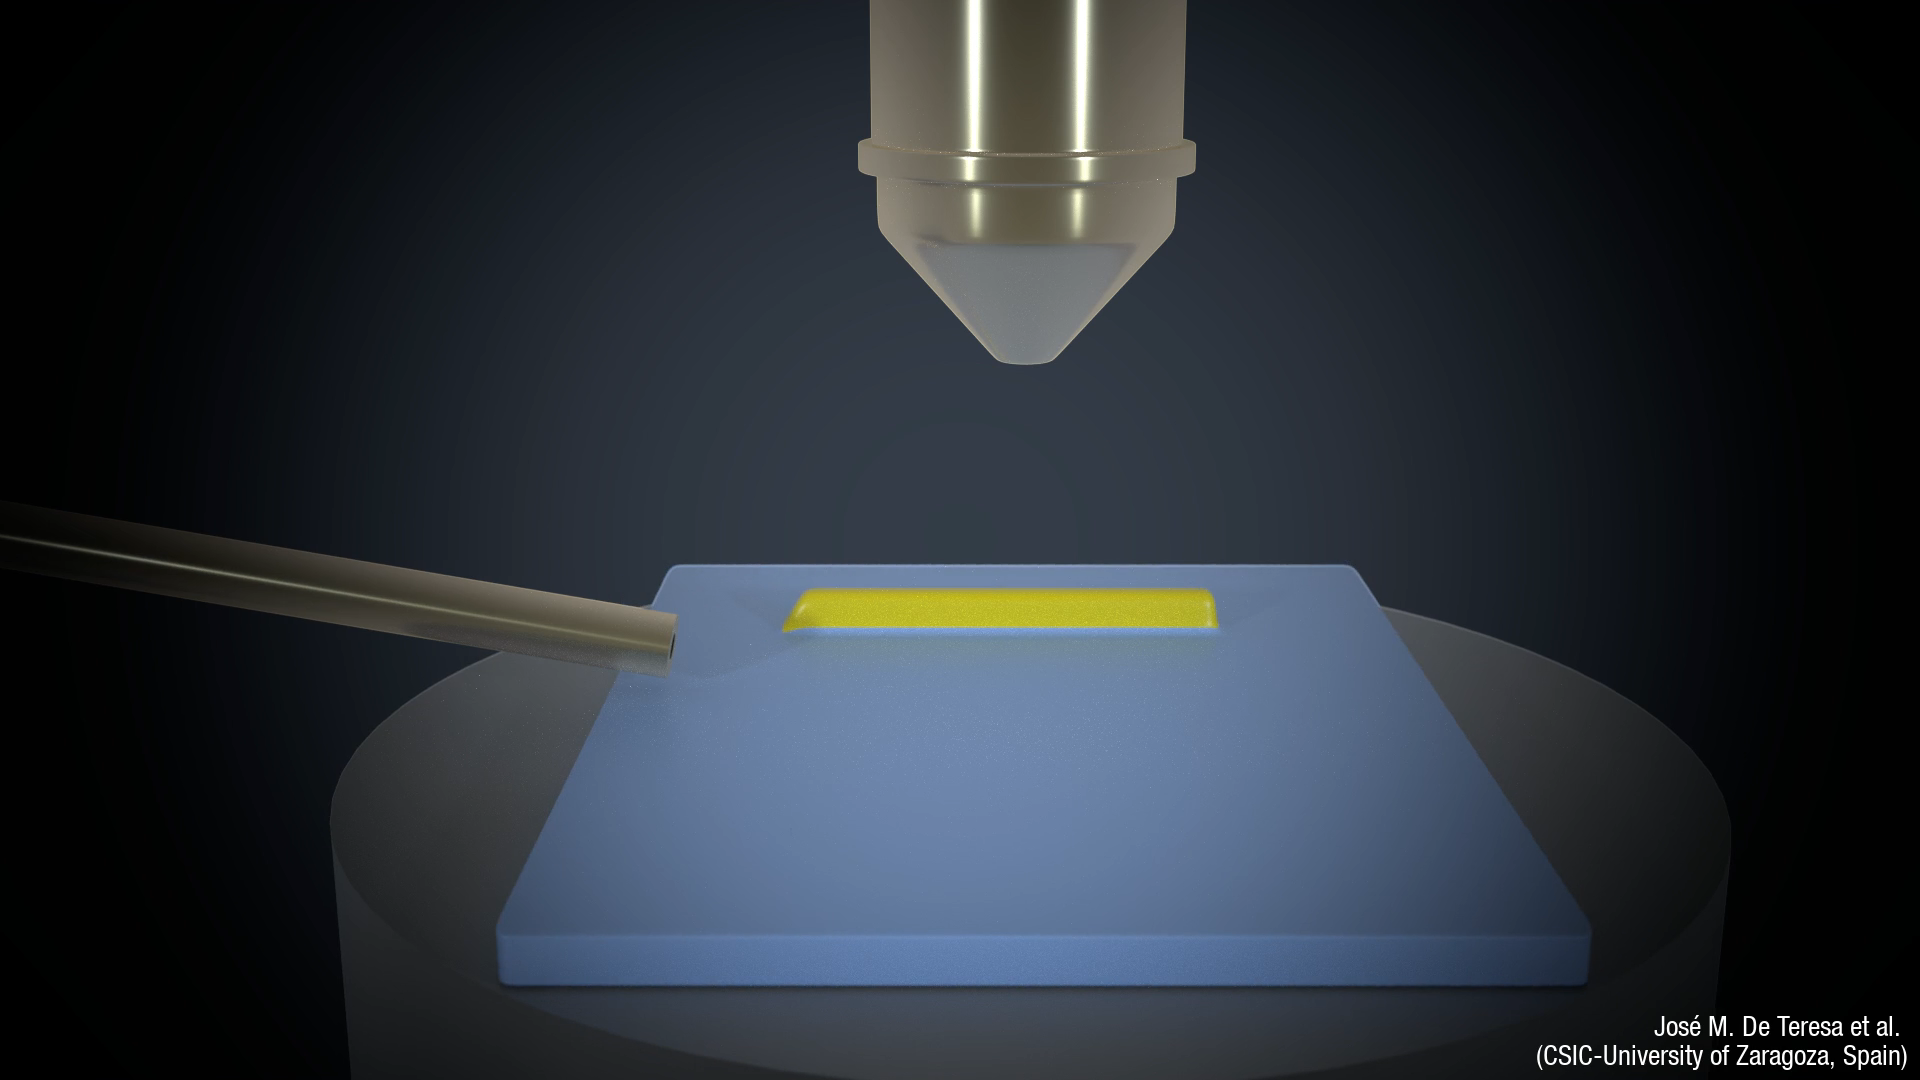 José M. De Teresa et al.
(CSIC-University of Zaragoza, Spain)